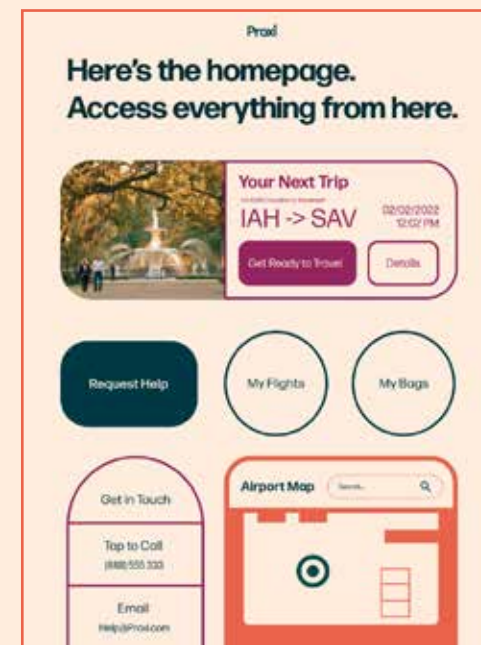 Proxi
Here's the homepage.
Access everything from here.
Your Next Trip
IAH -> SAV
02/02/2022
12:02 PM
Get Ready to Travel
Details
Request Help
My Flights
My Bags
Get in Touch
Airport Map
Search...
Tap to Call
(888) 555 333
Email
Help@Proxi.com